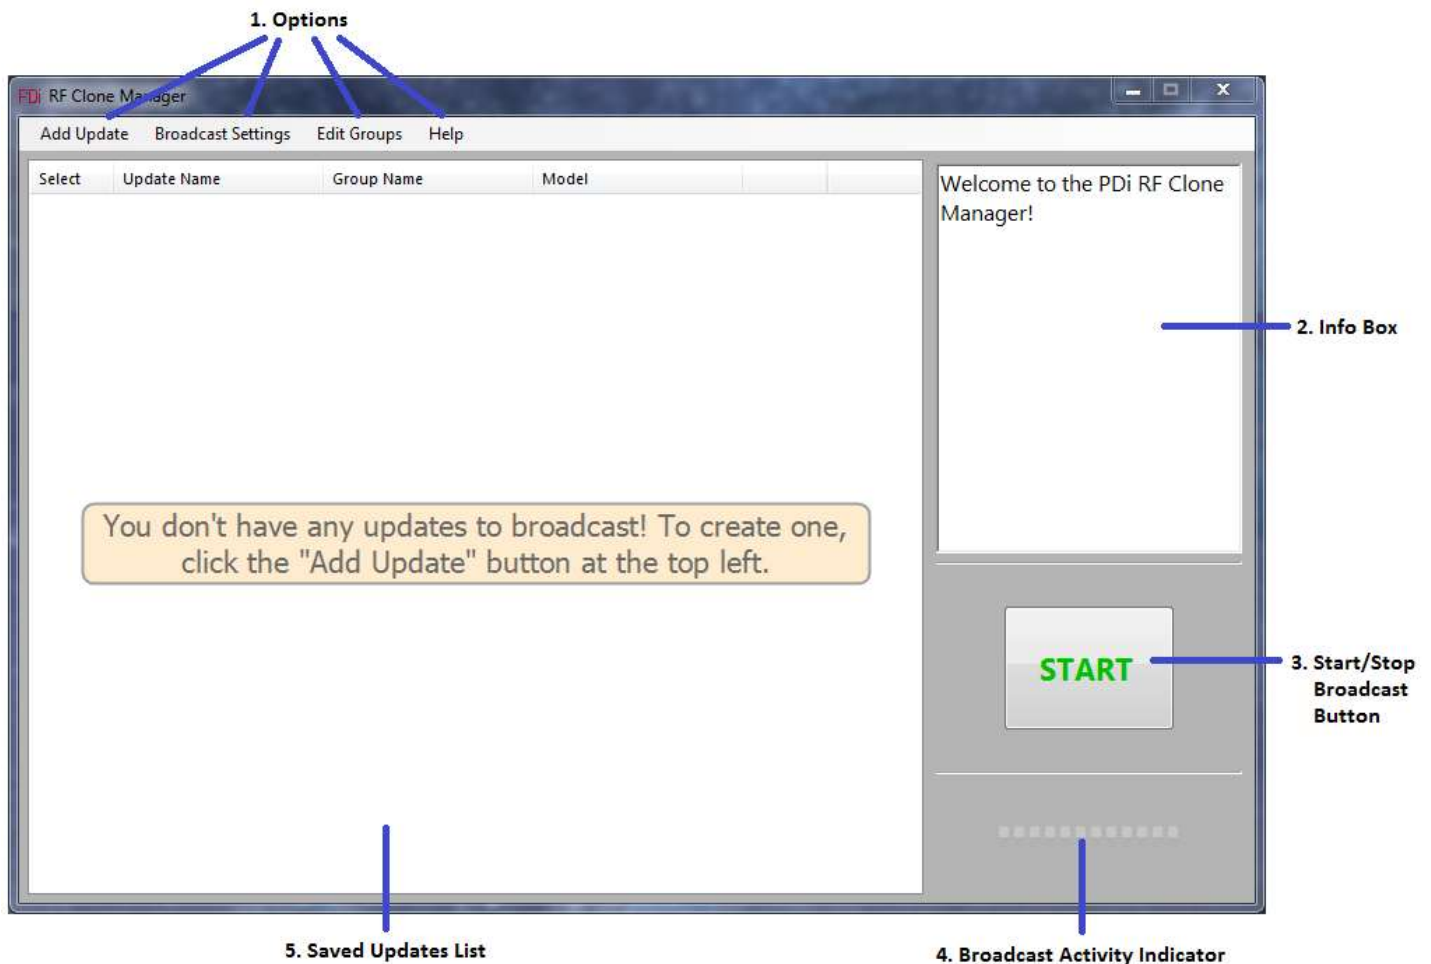 1. Options
PDi RF Clone Manager
Add Update Broadcast Settings Edit Groups Help
Select Update Name Group Name Model
Welcome to the PDi RF Clone
Manager!
2. Info Box
You don't have any updates to broadcast! To create one,
click the "Add Update" button at the top left.
START
3. Start/Stop
Broadcast
Button
5. Saved Updates List
4. Broadcast Activity Indicator